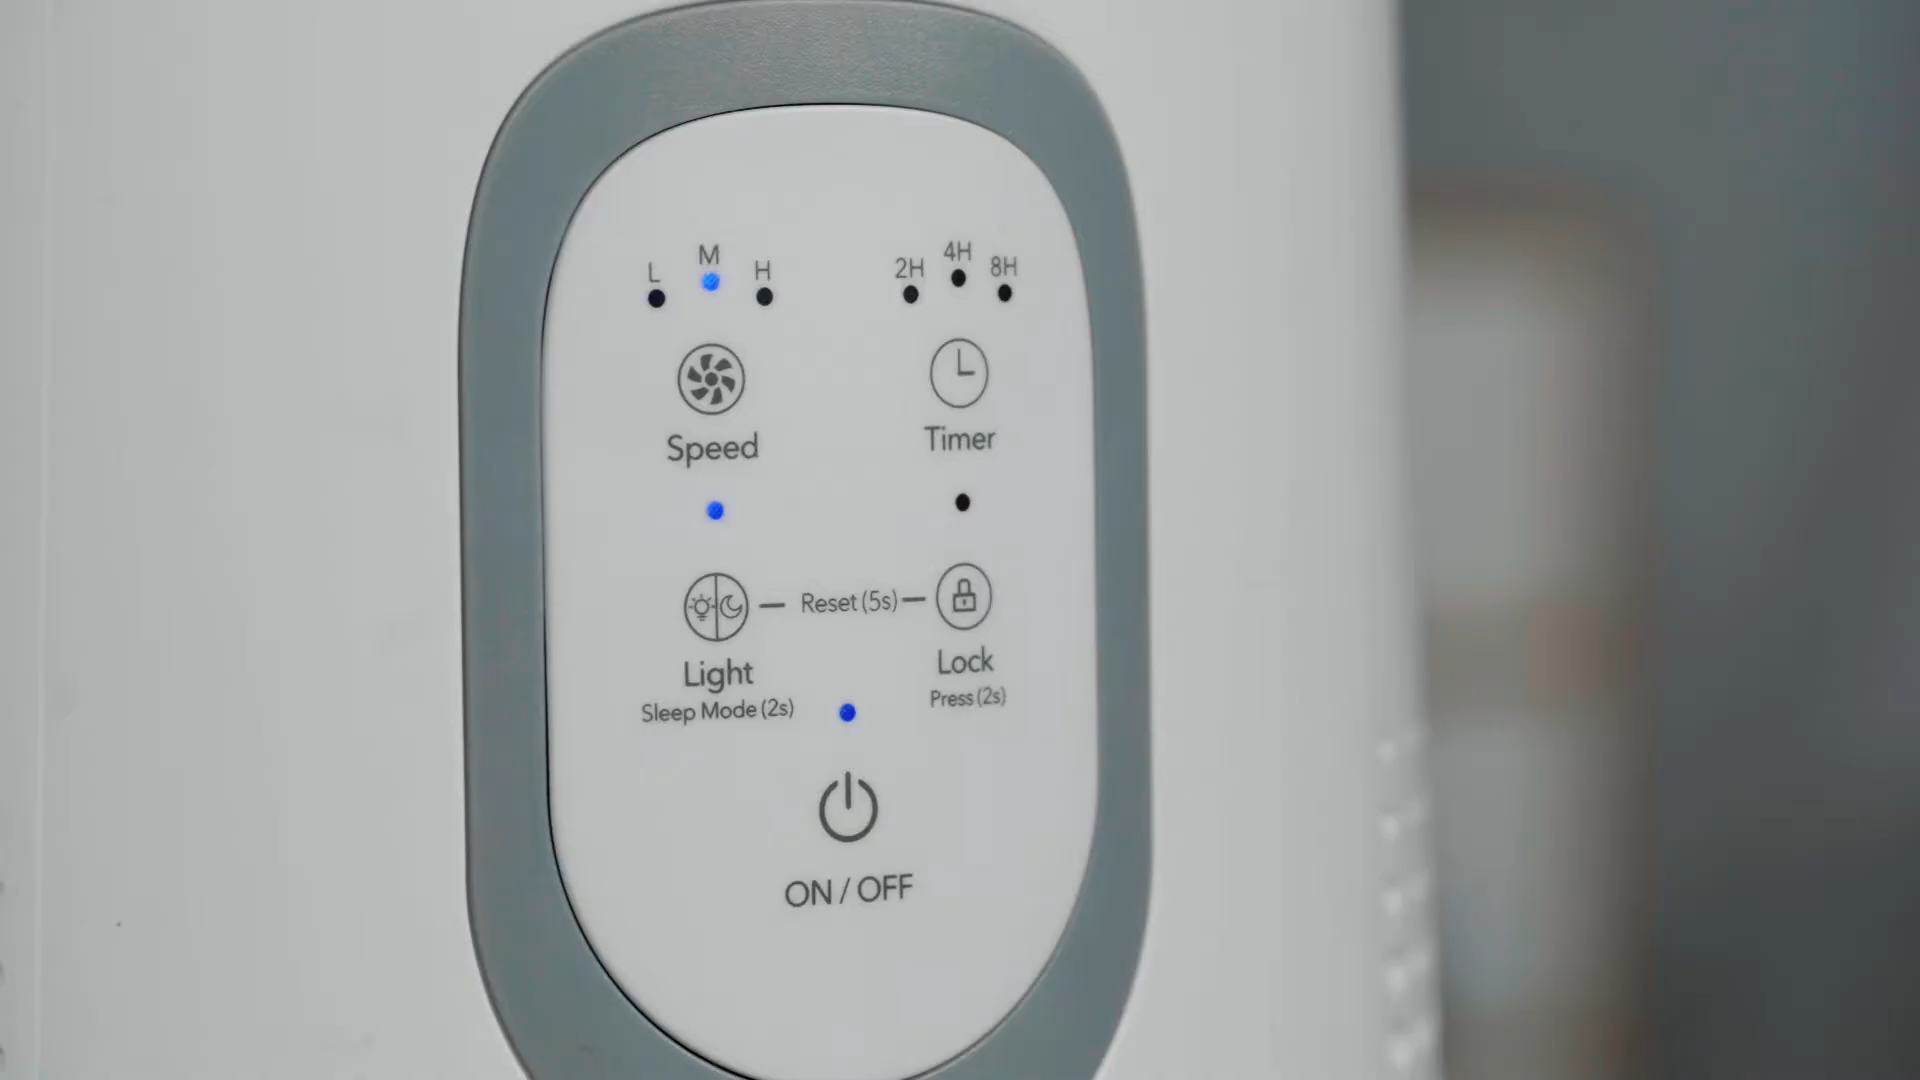 L M H
2H 4H 8H
Speed
Timer
Reset (5s)
Light
Sleep Mode (2s)
Lock
Press (2s)
ON / OFF